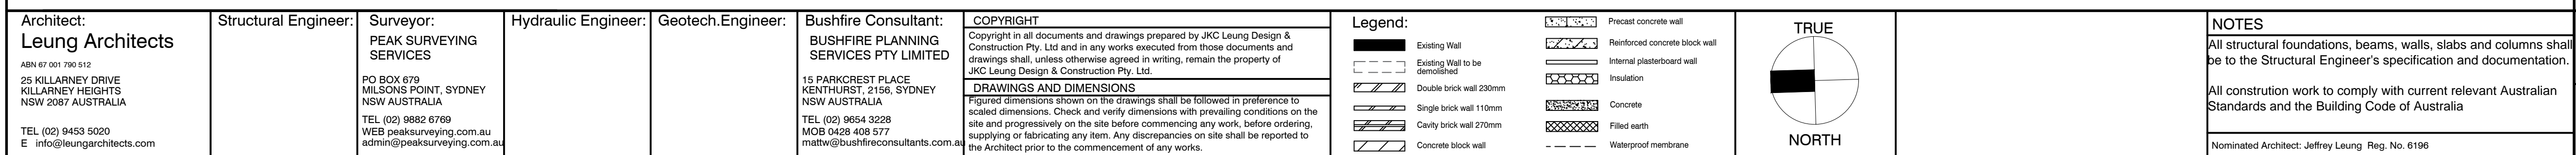 Architect:
Leung Architects
ABN 67 001 790 512
25 KILLARNEY DRIVE
KILLARNEY HEIGHTS
NSW 2087 AUSTRALIA
TEL (02) 9453 5020
E info@leungarchitects.com
Structural Engineer:
Surveyor:
PEAK SURVEYING
SERVICES
PO BOX 679
MILSONS POINT, SYDNEY
NSW AUSTRALIA
TEL (02) 9882 6769
WEB peaksurveying.com.au
admin@peaksurveying.com.au
Hydraulic Engineer:
Geotech.Engineer:
Bushfire Consultant:
BUSHFIRE PLANNING
SERVICES PTY LIMITED
15 PARKCREST PLACE
KENTHURST, 2156, SYDNEY
NSW AUSTRALIA
TEL (02) 9654 3228
MOB 0428 408 577
mattw@bushfireconsultants.com.au
COPYRIGHT
Copyright in all documents and drawings prepared by JKC Leung Design &
Construction Pty. Ltd and in any works executed from those documents and
drawings shall, unless otherwise agreed in writing, remain the property of
JKC Leung Design & Construction Pty. Ltd.
DRAWINGS AND DIMENSIONS
Figured dimensions shown on the drawings shall be followed in preference to
scaled dimensions. Check and verify dimensions with prevailing conditions on the
site and progressively on the site before commencing any work, before ordering,
supplying or fabricating any item. Any discrepancies on site shall be reported to
the Architect prior to the commencement of any works.
Legend:
Existing Wall
Existing Wall to be
demolished
Double brick wall 230mm
Single brick wall 110mm
Cavity brick wall 270mm
Concrete block wall
Precast concrete wall
Reinforced concrete block wall
Internal plasterboard wall
Insulation
Concrete
Filled earth
Waterproof membrane
TRUE
NORTH
NOTES
All structural foundations, beams, walls, slabs and columns shall
be to the Structural Engineer's specification and documentation.
All constrution work to comply with current relevant Australian
Standards and the Building Code of Australia
Nominated Architect: Jeffrey Leung Reg. No. 6196